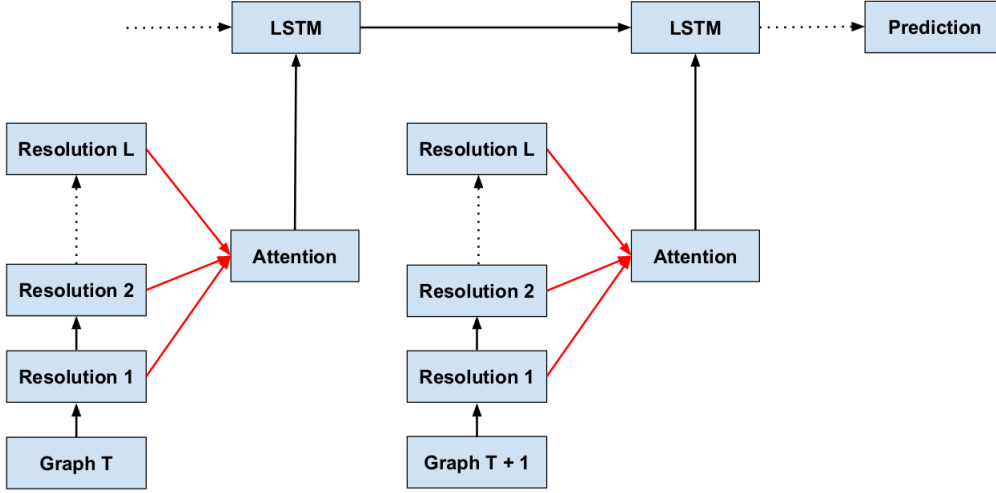 LSTM
LSTM
Prediction
Resolution L
Resolution L
Attention
Attention
Resolution 2
Resolution 2
Resolution 1
Resolution 1
Graph T
Graph T + 1